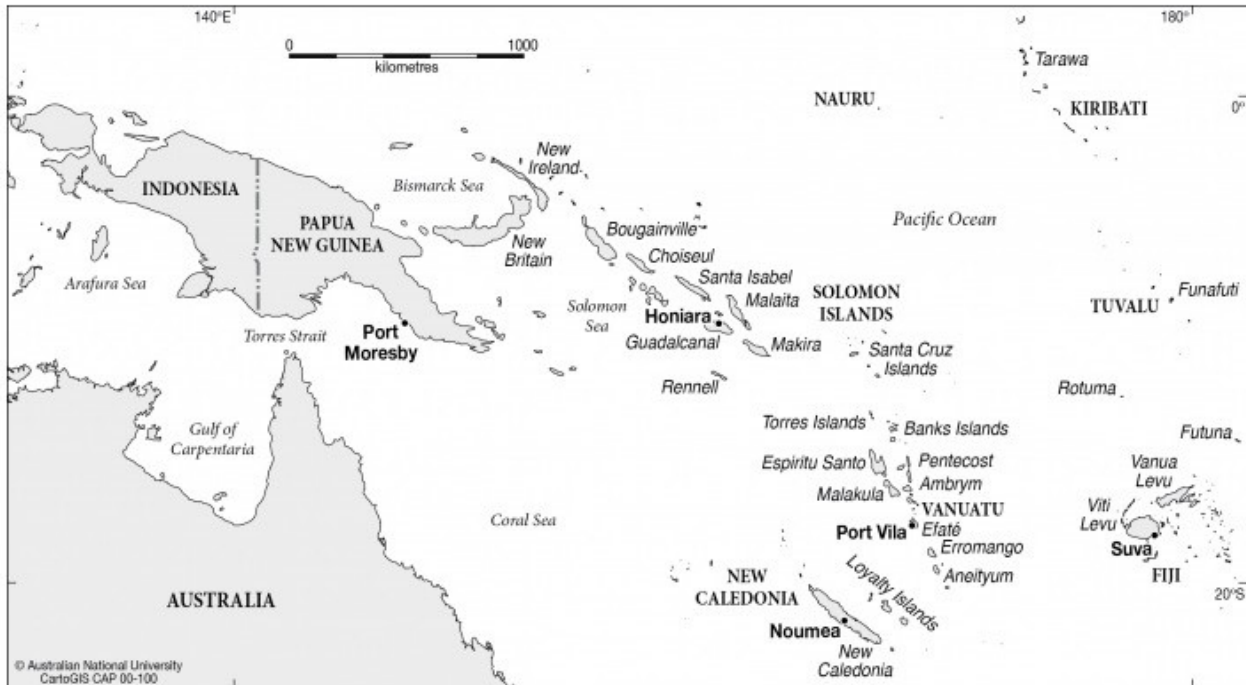 140°E
180°
0
1000
kilometres
Tarawa
NAURU
KIRIBATI
0°
New
Ireland
INDONESIA
Bismarck Sea
PAPUA
NEW GUINEA
Pacific Ocean
Bougainville
New
Britain
Choiseul
Arafura Sea
Santa Isabel
Malaita
SOLOMON
ISLANDS
Funafuti
TUVALU
Solomon
Sea
Honiara
Torres Strait
Port
Moresby
Guadalcanal
Makira
Santa Cruz
Islands
Rennell
Rotuma
Gulf of
Carpentaria
Torres Islands
Banks Islands
Futuna
Espiritu Santo
Pentecost
Vanua
Levu
Malakula
Ambrym
VANUATU
Viti
Levu
Coral Sea
Port Vila
Efaté
Suva
Erromango
FIJI
NEW
CALEDONIA
Loyalty Islands
Aneityum
20°S
AUSTRALIA
Noumea
New
Caledonia
© Australian National University
CartoGIS CAP 00-100